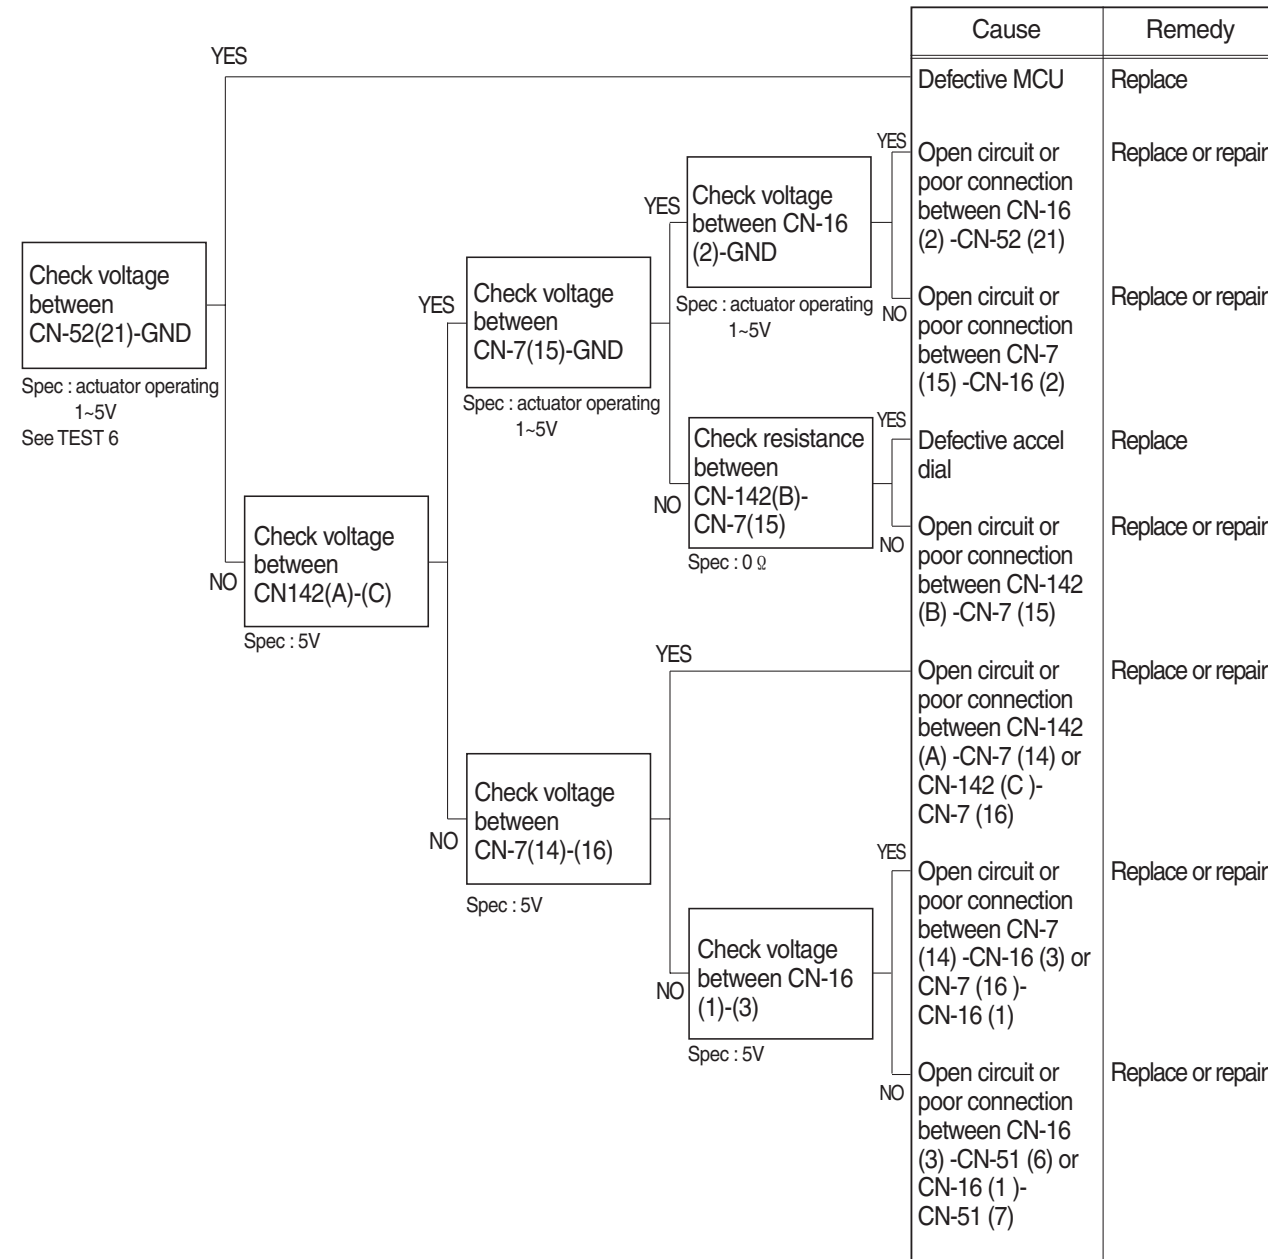 Cause
Remedy
YES
Defective MCU
Replace
YES
Open circuit or
poor connection
between CN-16
(2) -CN-52 (21)
Replace or repair
YES
Check voltage
between CN-16
(2)-GND
Spec : actuator operating
1~5V
NO
Open circuit or
poor connection
between CN-7
(15) -CN-16 (2)
Replace or repair
Check voltage
between
CN-52(21)-GND
Spec : actuator operating
1~5V
See TEST 6
YES
Check voltage
between
CN-7(15)-GND
Spec : actuator operating
1~5V
YES
Defective accel
dial
Replace
NO
Check resistance
between
CN-142(B)-
CN-7(15)
Spec : 0 Ω
NO
Open circuit or
poor connection
between CN-142
(B) -CN-7 (15)
Replace or repair
NO
Check voltage
between
CN142(A)-(C)
Spec : 5V
YES
Open circuit or
poor connection
between CN-142
(A) -CN-7 (14) or
CN-142 (C )-
CN-7 (16)
Replace or repair
NO
Check voltage
between
CN-7(14)-(16)
Spec : 5V
YES
Open circuit or
poor connection
between CN-7
(14) -CN-16 (3) or
CN-7 (16 )-
CN-16 (1)
Replace or repair
NO
Check voltage
between CN-16
(1)-(3)
Spec : 5V
NO
Open circuit or
poor connection
between CN-16
(3) -CN-51 (6) or
CN-16 (1 )-
CN-51 (7)
Replace or repair